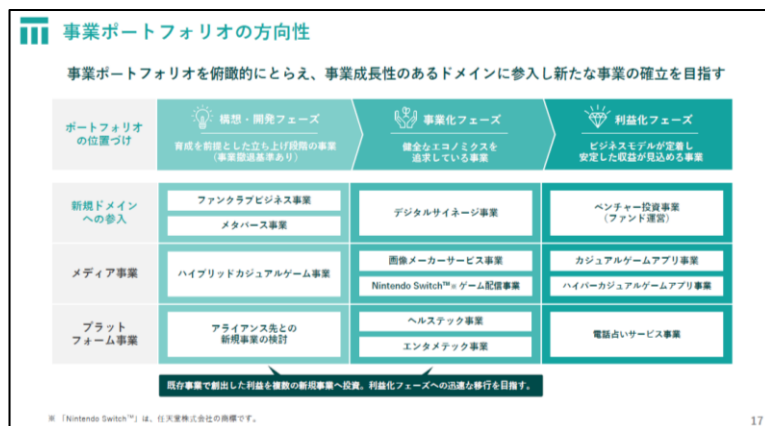 事業ポートフォリオの方向性
事業ポートフォリオを俯瞰的にとらえ、事業成長性のあるドメインに参入し新たな事業の確立を目指す
ポートフォリオ
の位置づけ
構想・開発フェーズ
育成を前提とした立ち上げ段階の事業
（事業撤退基準あり）
事業化フェーズ
健全なエコノミクスを
追求している事業
利益化フェーズ
ビジネスモデルが定着し
安定した収益が見込める事業
新規ドメイン
への参入
ファンクラブビジネス事業
メタバース事業
デジタルサイネージ事業
ベンチャー投資事業
（ファンド運営）
メディア事業
ハイブリッドカジュアルゲーム事業
画像メーカーサービス事業
Nintendo Switch™※ ゲーム配信事業
カジュアルゲームアプリ事業
ハイパーカジュアルゲームアプリ事業
プラット
フォーム事業
アライアンス先との
新規事業の検討
ヘルステック事業
エンタメテック事業
電話占いサービス事業
既存事業で創出した利益を複数の新規事業へ投資。利益化フェーズへの迅速な移行を目指す。
※ 「Nintendo Switch™」は、任天堂株式会社の商標です。
17